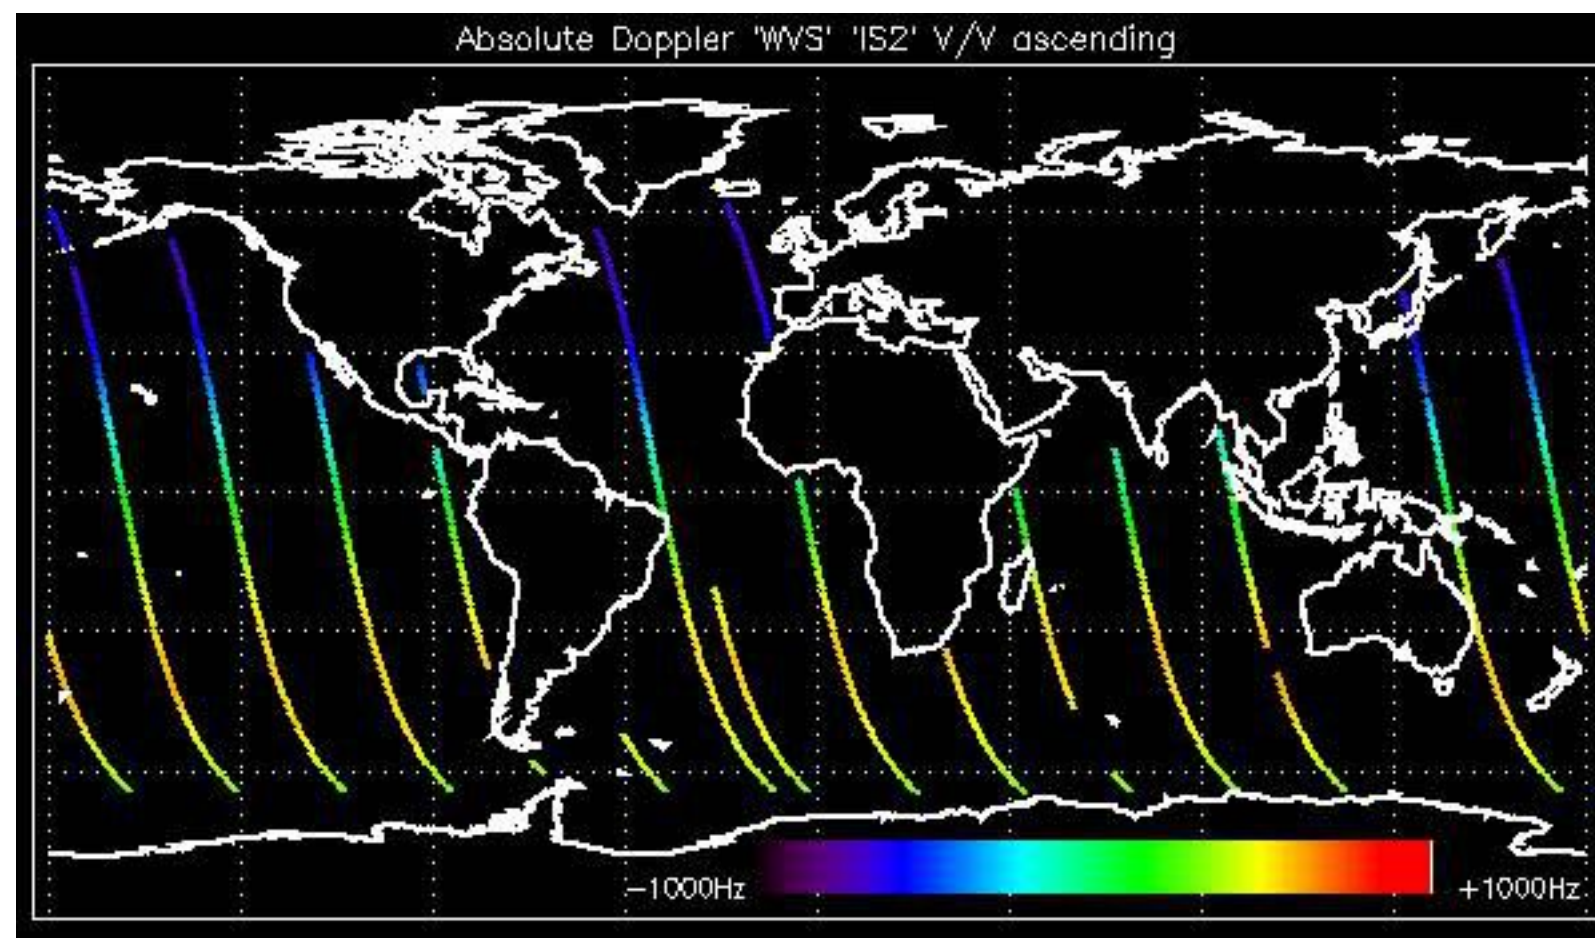 Absolute Doppler 'WVS' 'IS2' V/V ascending
−1000Hz +1000Hz